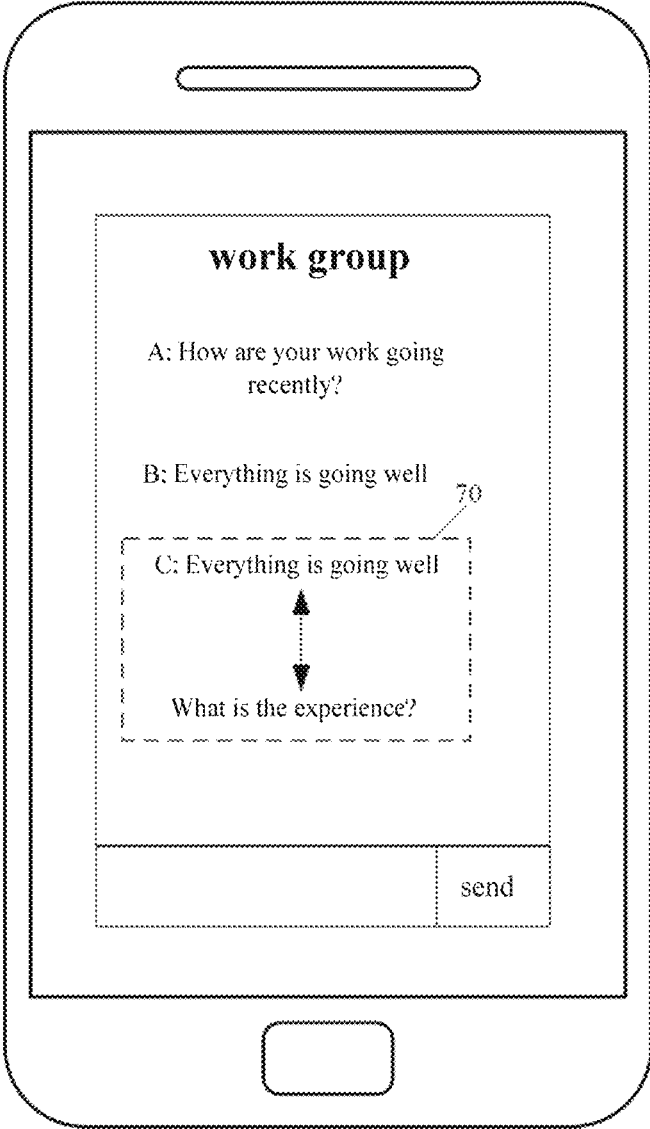 work group
A: How are your work going
recently?
B: Everything is going well
70
C: Everything is going well
What is the experience?
send